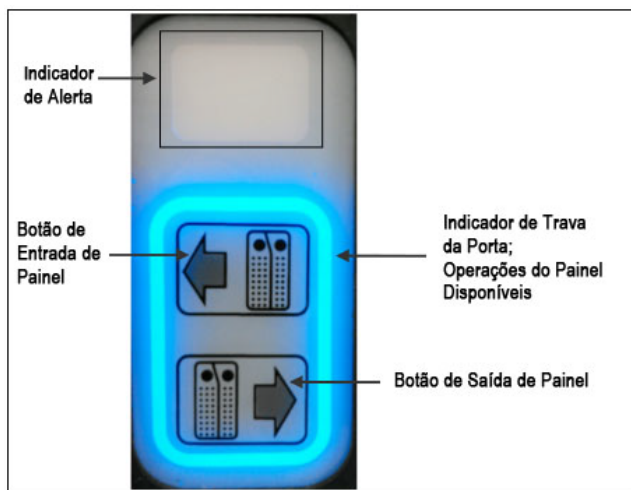 Indicador
de Alerta
Botão de
Entrada de
Painel
Indicador de Trava
da Porta;
Operações do Painel
Disponíveis
Botão de Saída de Painel